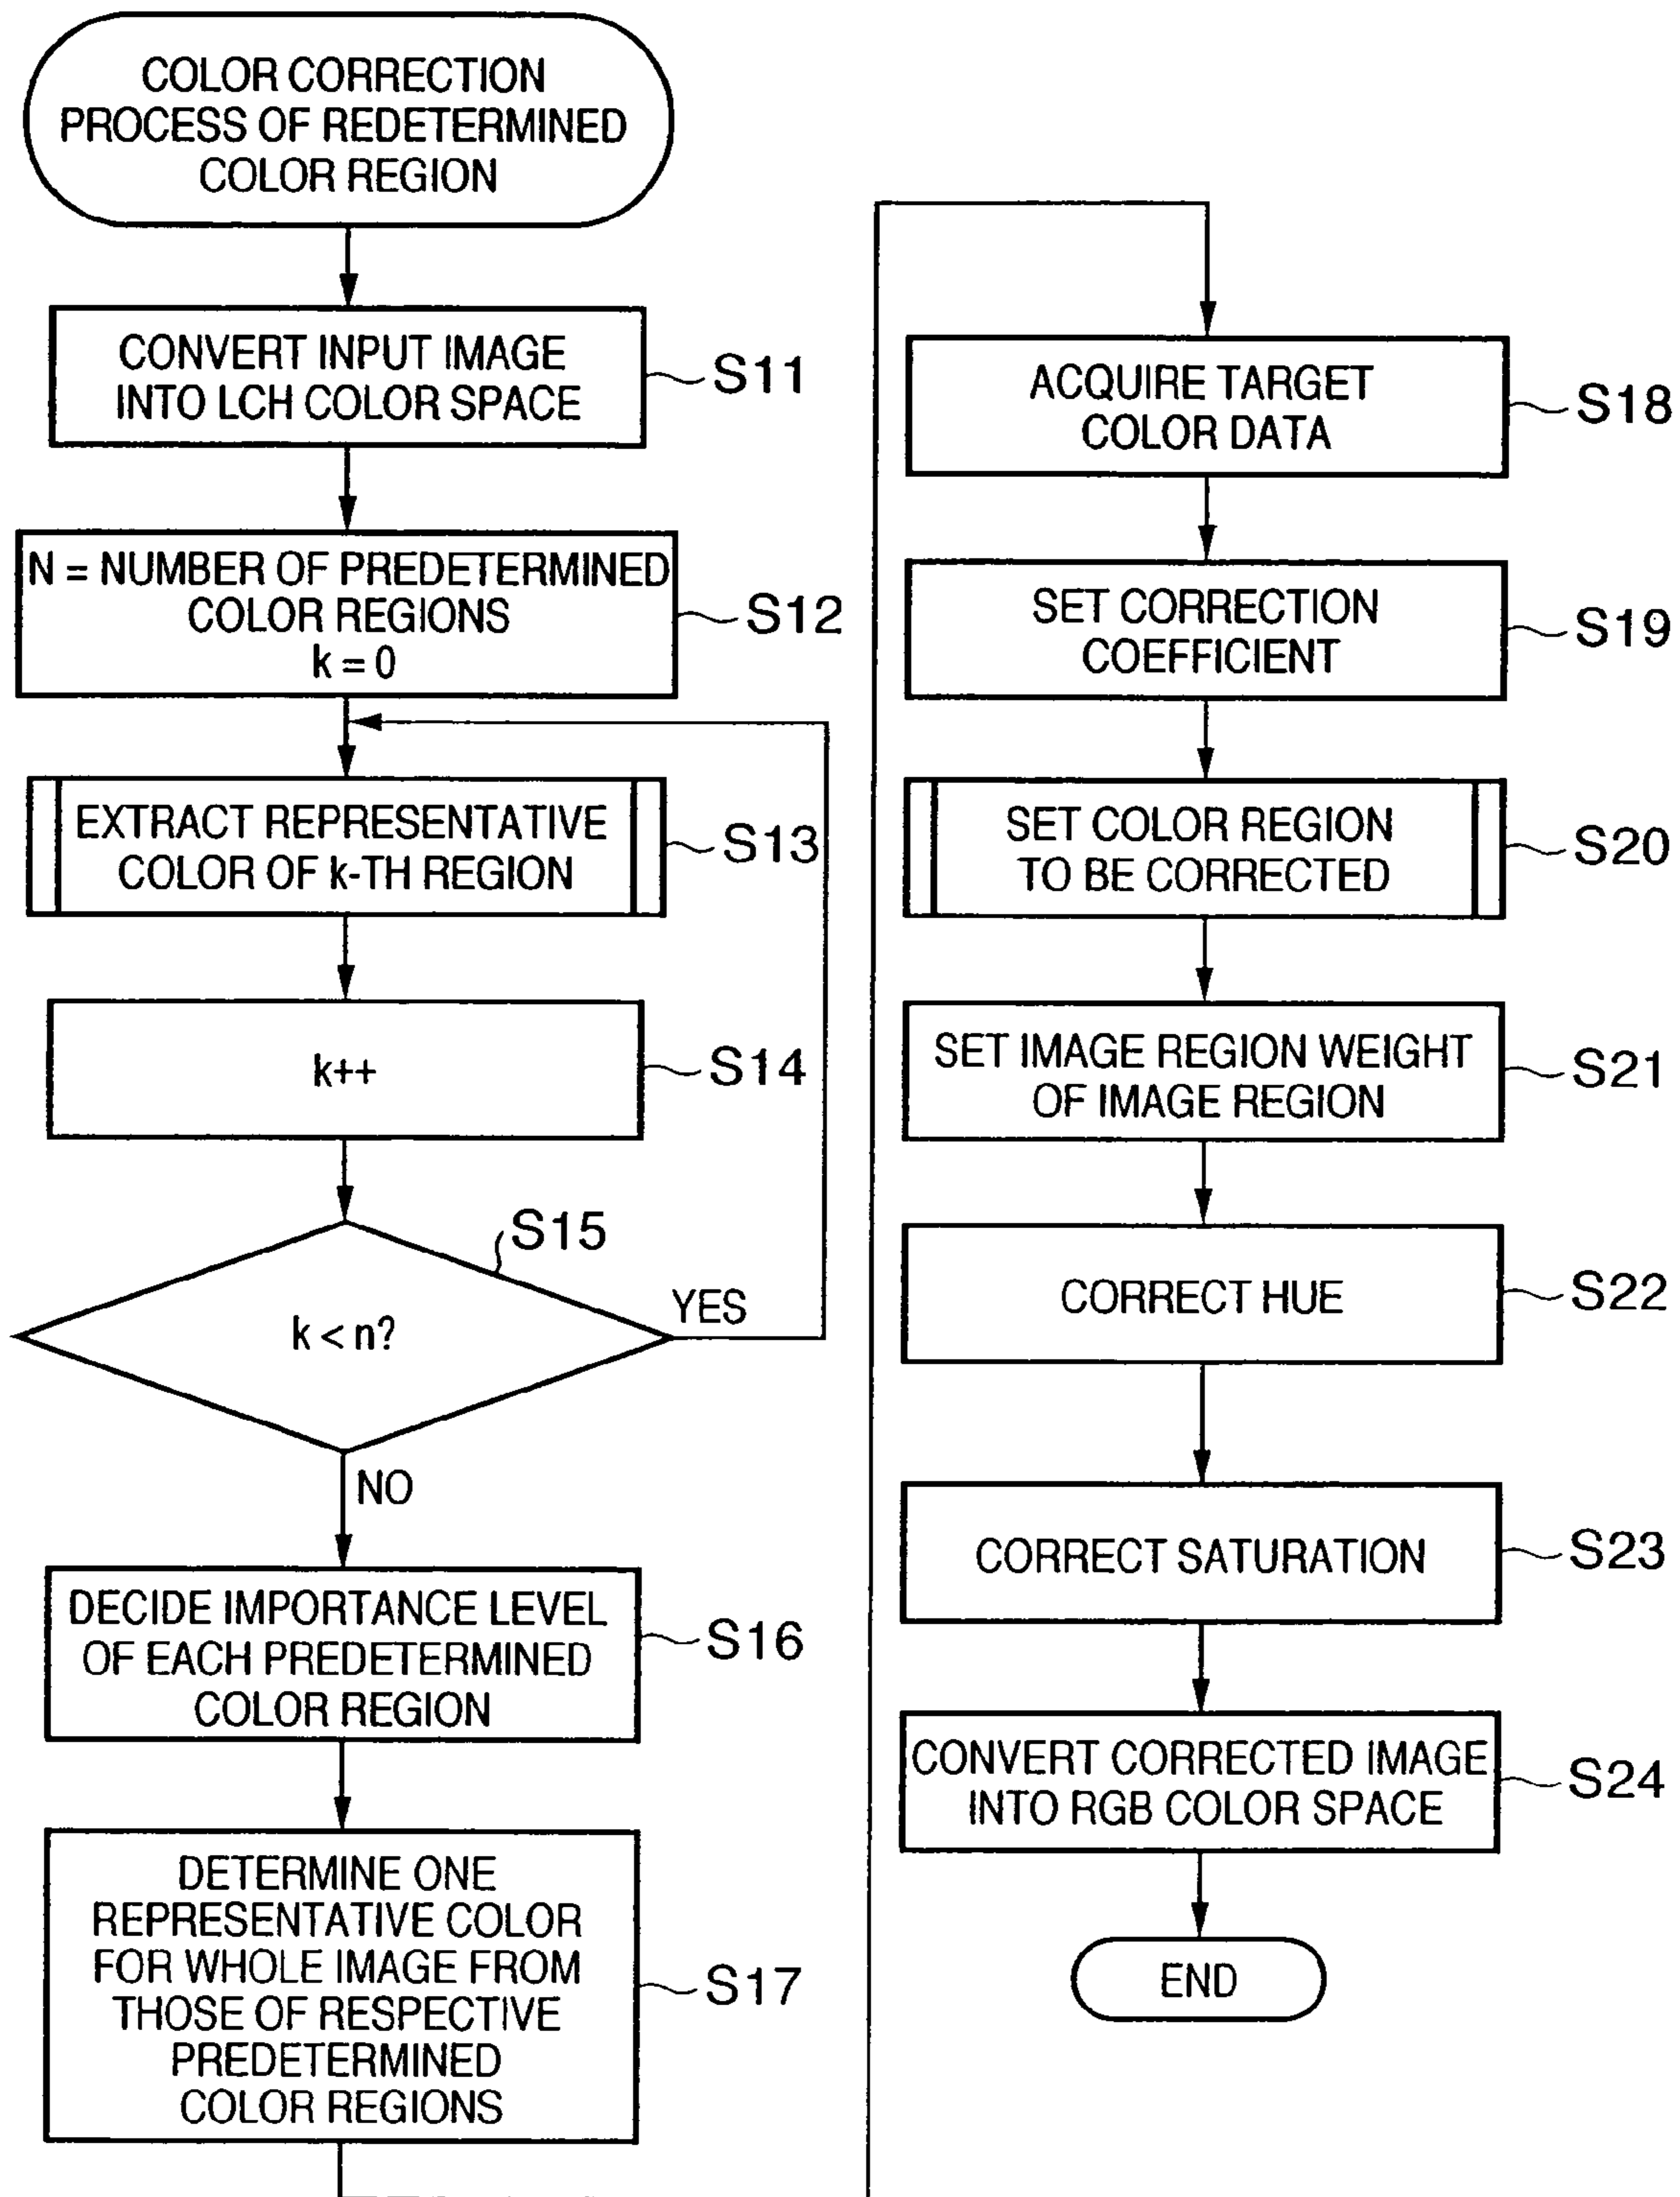 COLOR CORRECTION
PROCESS OF REDETERMINED
COLOR REGION
CONVERT INPUT IMAGE
INTO LCH COLOR SPACE
S11
N = NUMBER OF PREDETERMINED
COLOR REGIONS
k = 0
S12
EXTRACT REPRESENTATIVE
COLOR OF k-TH REGION
S13
k++
S14
S15
k < n?
YES
NO
DECIDE IMPORTANCE LEVEL
OF EACH PREDETERMINED
COLOR REGION
S16
DETERMINE ONE
REPRESENTATIVE COLOR
FOR WHOLE IMAGE FROM
THOSE OF RESPECTIVE
PREDETERMINED
COLOR REGIONS
S17
ACQUIRE TARGET
COLOR DATA
S18
SET CORRECTION
COEFFICIENT
S19
SET COLOR REGION
TO BE CORRECTED
S20
SET IMAGE REGION WEIGHT
OF IMAGE REGION
S21
CORRECT HUE
S22
CORRECT SATURATION
S23
CONVERT CORRECTED IMAGE
INTO RGB COLOR SPACE
S24
END